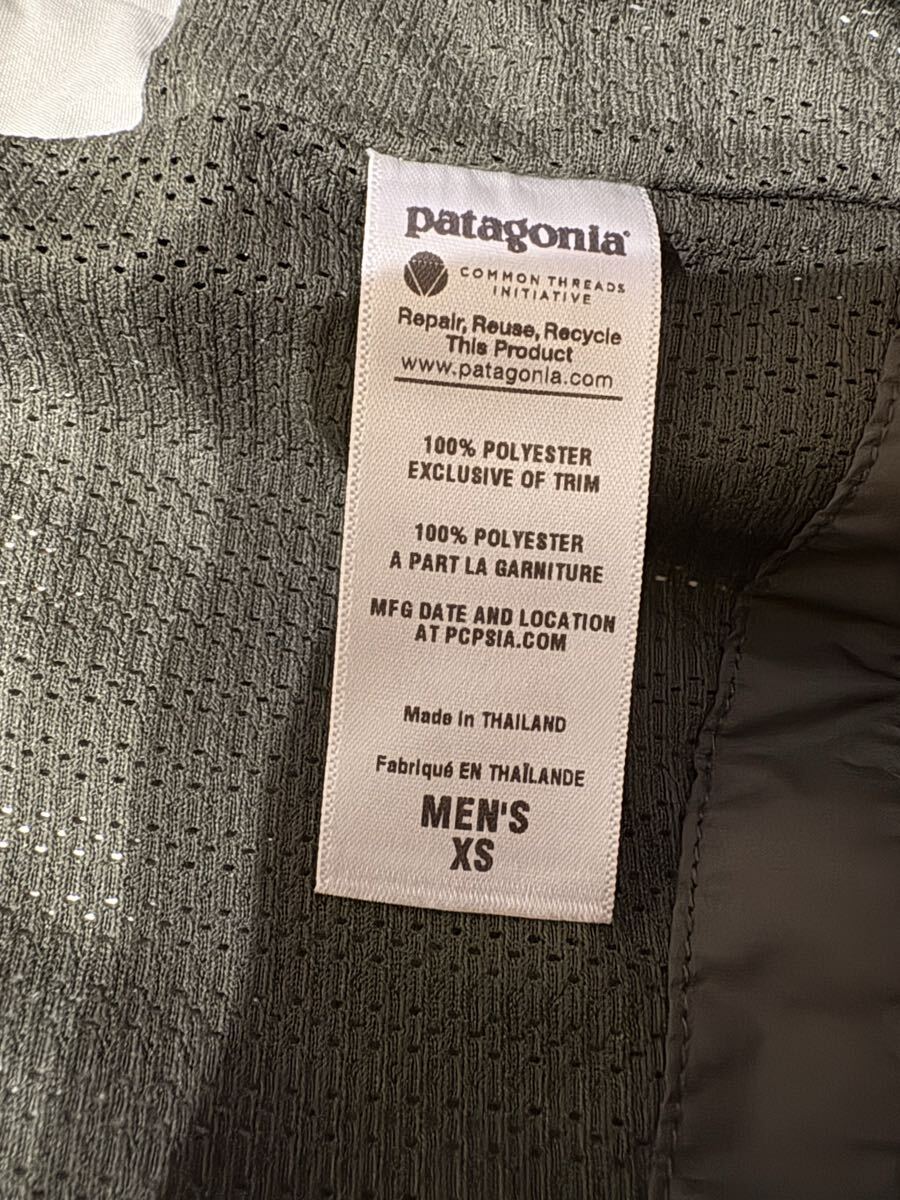 patagonia
COMMON THREADS
INITIATIVE
Repair, Reuse, Recycle
This Product
www.patagonia.com
100% POLYESTER
EXCLUSIVE OF TRIM
100% POLYESTER
A PART LA GARNITURE
MFG DATE AND LOCATION
AT PCPSIA.COM
Made in THAILAND
Fabriqué EN THAÏLANDE
MEN'S
XS